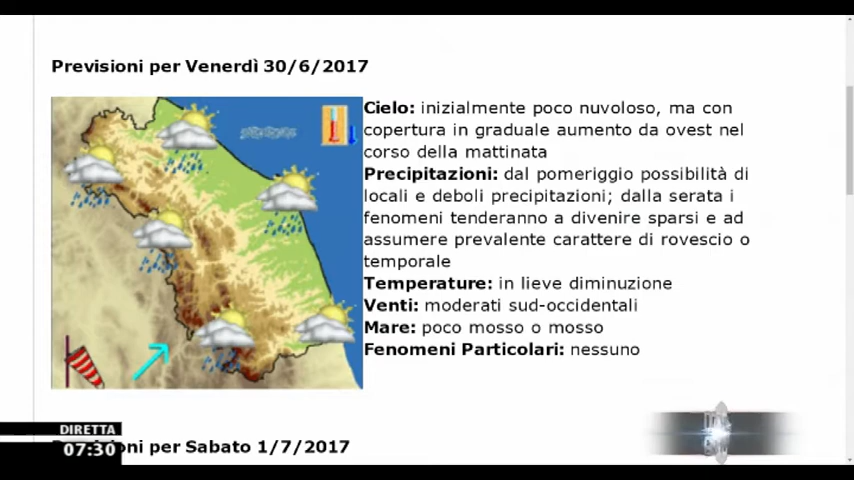 Previsioni per Venerdì 30/6/2017
Cielo: inizialmente poco nuvoloso, ma con
copertura in graduale aumento da ovest nel
corso della mattinata
Precipitazioni: dal pomeriggio possibilità di
locali e deboli precipitazioni; dalla serata i
fenomeni tenderanno a divenire sparsi e ad
assumere prevalente carattere di rovescio o
temporale
Temperature: in lieve diminuzione
Venti: moderati sud-occidentali
Mare: poco mosso o mosso
Fenomeni Particolari: nessuno
DIRETTA
07:30
oni per Sabato 1/7/2017